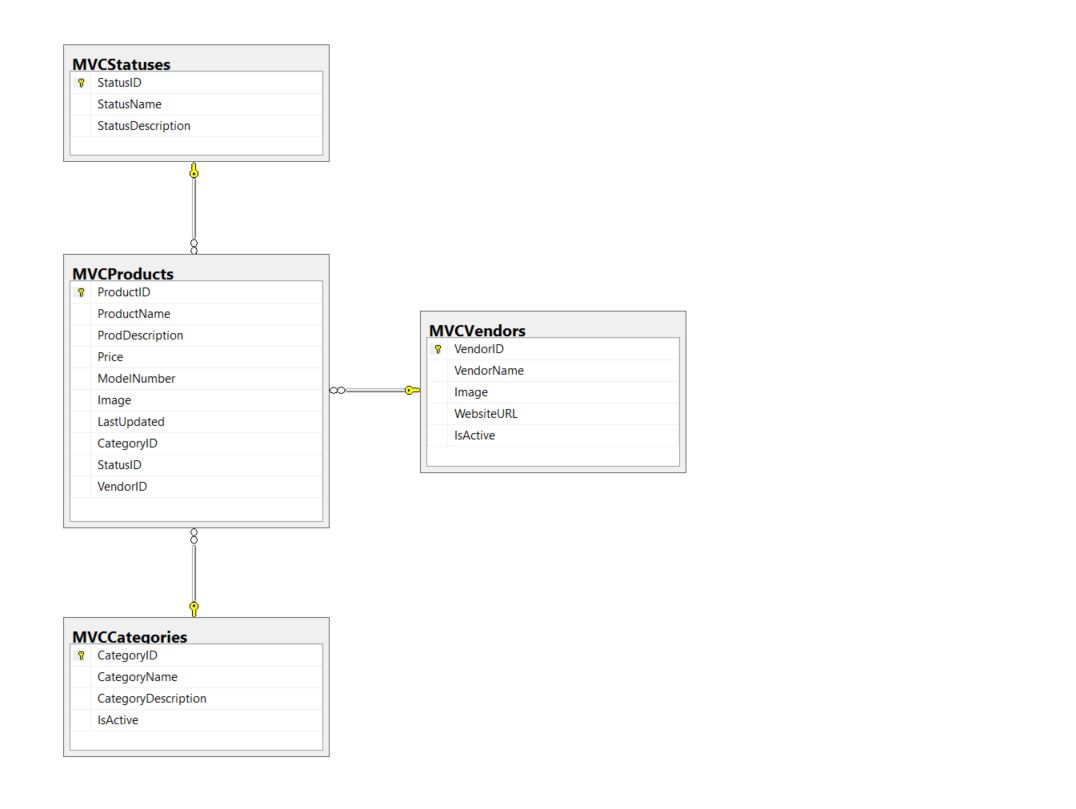 MVCStatuses
StatusID
StatusName
StatusDescription
MVCProducts
ProductID
ProductName
ProdDescription
Price
ModelNumber
Image
LastUpdated
CategoryID
StatusID
VendorID
MVCVendors
VendorID
VendorName
Image
WebsiteURL
IsActive
MVCCategories
CategoryID
CategoryName
CategoryDescription
IsActive